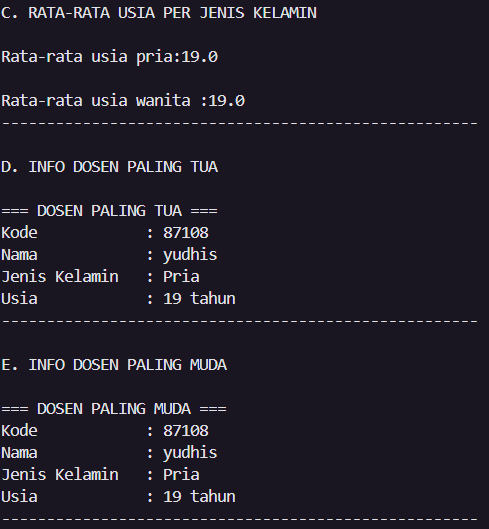 C. RATA-RATA USIA PER JENIS KELAMIN
Rata-rata usia pria:19.0
Rata-rata usia wanita :19.0
-----------------------------------------------------
D. INFO DOSEN PALING TUA
=== DOSEN PALING TUA ===
Kode            : 87108
Nama            : yudhis
Jenis Kelamin   : Pria
Usia            : 19 tahun
-----------------------------------------------------
E. INFO DOSEN PALING MUDA
=== DOSEN PALING MUDA ===
Kode            : 87108
Nama            : yudhis
Jenis Kelamin   : Pria
Usia            : 19 tahun
-----------------------------------------------------